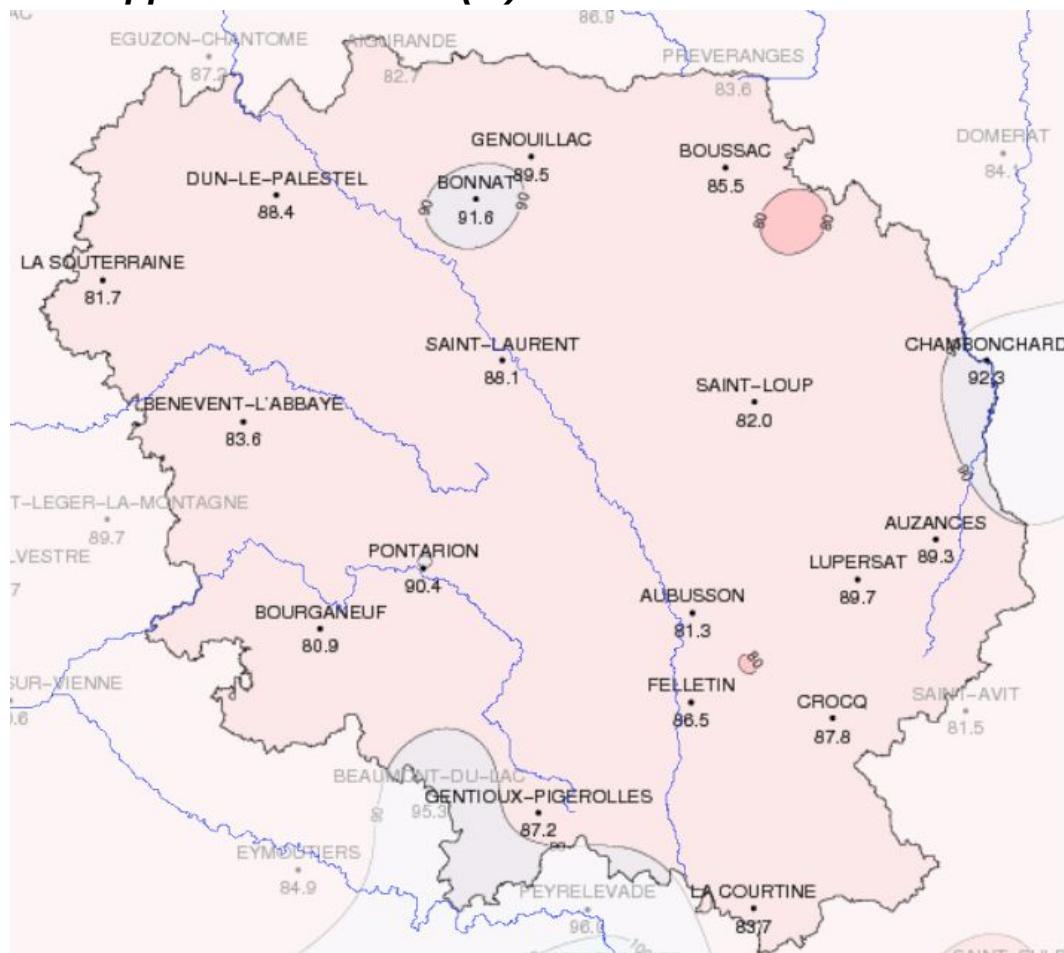 86.9
EGUZON-CHANTOME
AIGURANDE
87.2
82.7
PREVERANGES
83.6
GENOUILLAC
89.5
BOUSSAC
85.5
DOMERAT
84.1
DUN-LE-PALESTEL
88.4
BONNAT
91.6
90
90
80
80
LA SOUTERRAINE
81.7
SAINT-LAURENT
88.1
CHAMBONCHARD
92.3
SAINT-LOUP
82.0
BENEVENT-L'ABBAYE
83.6
90
T-LEGER-LA-MONTAGNE
89.7
AUZANCES
89.3
LVESTRE
PONTARION
90.4
LUPERSAT
89.7
BOURGANEUF
80.9
AUBUSSON
81.3
80
SUR-VIENNE
FELLETIN
86.5
CROCQ
87.8
SAINT-AVIT
81.5
BEAUMONT-DU-LAC
95.3
GENTIOUX-PIGEROLLES
87.2
90
90
EYMOUTIERS
84.9
PEYRELEVADE
LA COURTINE
83.7
100